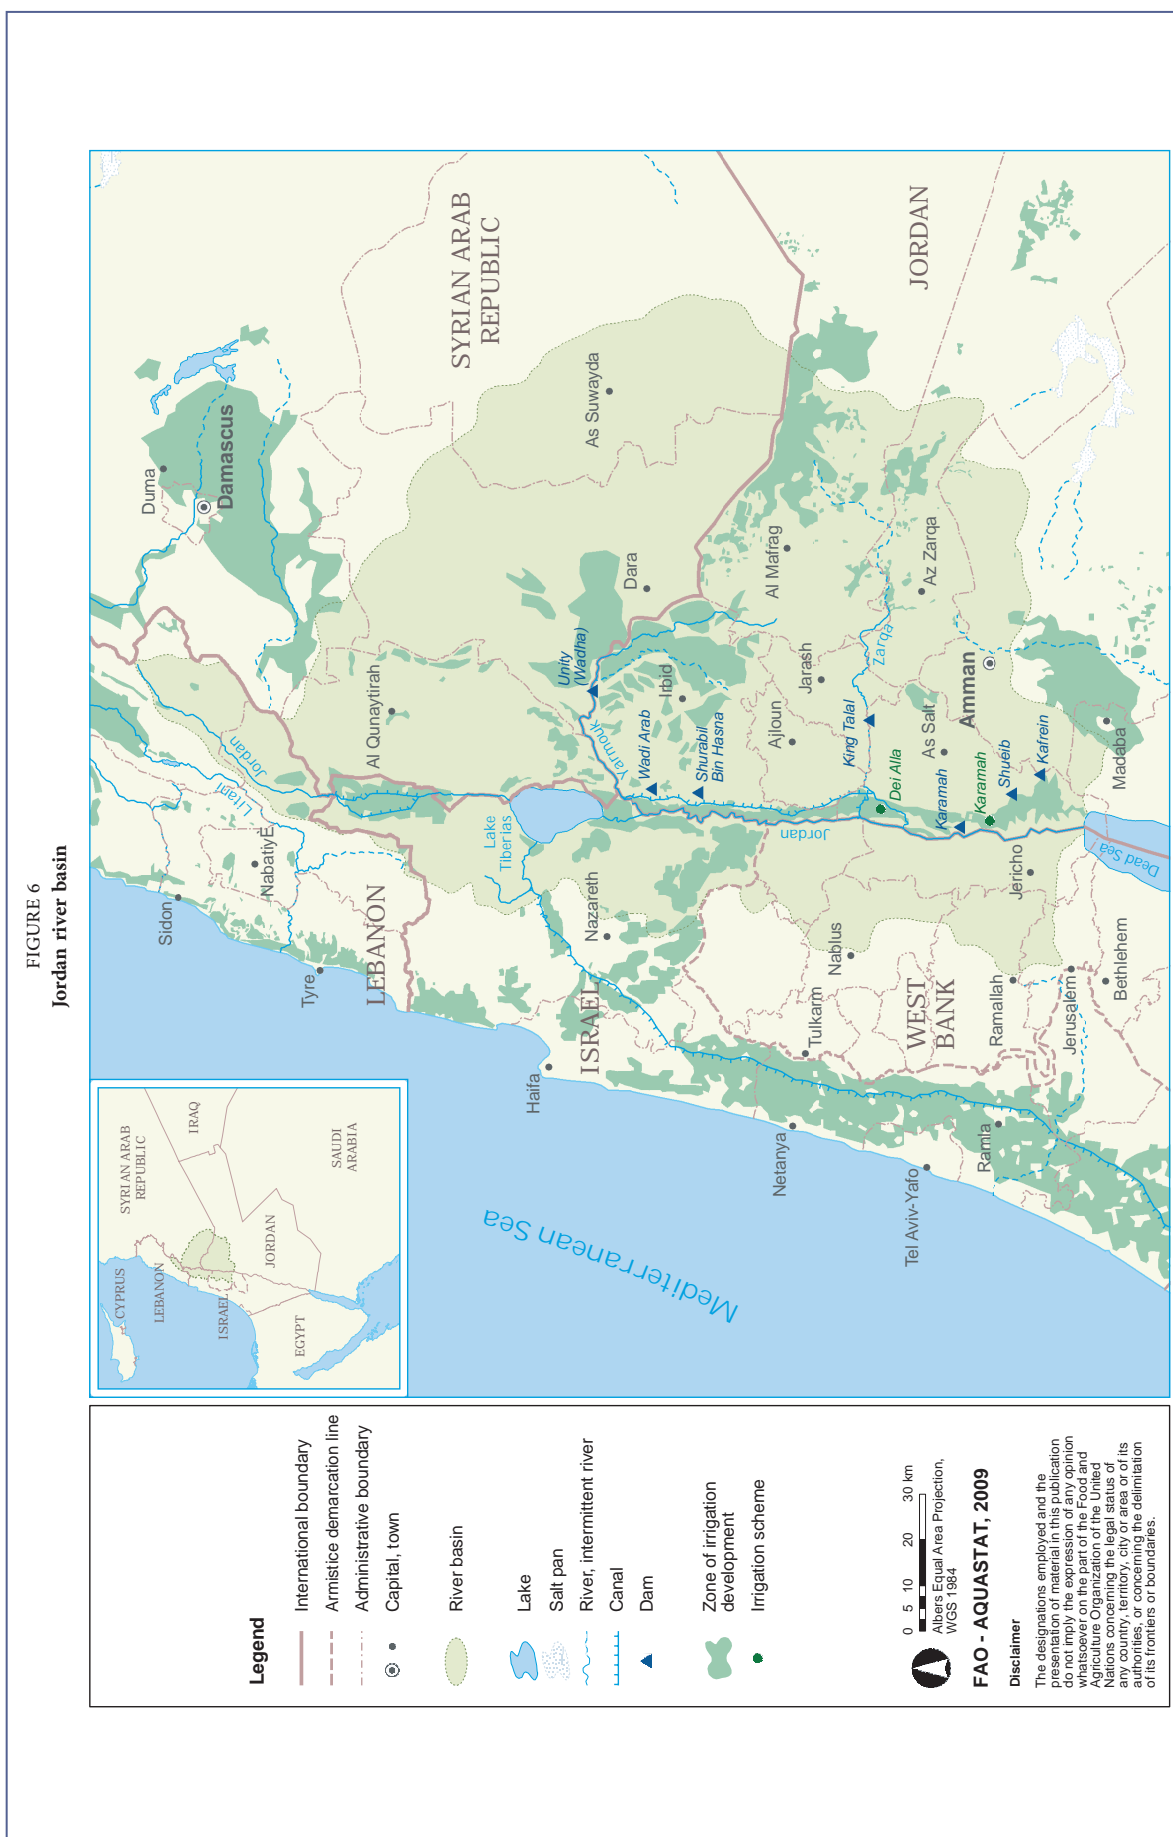 FIGURE 6
Jordan river basin
SYRIAN ARAB
REPUBLIC
IRAQ
CYPRUS
LEBANON
ISRAEL
JORDAN
EGYPT
SAUDI
ARABIA
Mediterranean Sea
Sidon
NabatiyE
Tyre
LEBANON
Litani
Jordan
Duma
Damascus
Al Qunaytirah
SYRIAN ARAB
REPUBLIC
As Suwayda
Dara
Unity
(Wadha)
Yarmouk
Lake
Tiberias
Haifa
Nazareth
ISRAEL
Wadi Arab
Irbid
Shurabil
Bin Hasna
Al Mafrag
Ajloun
Jarash
Jordan
King Talal
Zarqa
Dei Alla
JORDAN
Az Zarqa
As Salt
Karamah
Karamah
Amman
Shueib
Kafrein
Madaba
Netanya
Tulkarm
Nablus
WEST
BANK
Tel Aviv-Yafo
Ramla
Ramallah
Jericho
Jerusalem
Bethlehem
Dead Sea
Legend
International boundary
Armistice demarcation line
Administrative boundary
Capital, town
River basin
Lake
Salt pan
River, intermittent river
Canal
Dam
Zone of irrigation
development
Irrigation scheme
0 5 10 20 30 km
Albers Equal Area Projection,
WGS 1984
FAO - AQUASTAT, 2009
Disclaimer
The designations employed and the
presentation of material in this publication
do not imply the expression of any opinion
whatsoever on the part of the Food and
Agriculture Organization of the United
Nations concerning the legal status of
any country, territory, city or area or of its
authorities, or concerning the delimitation
of its frontiers or boundaries.